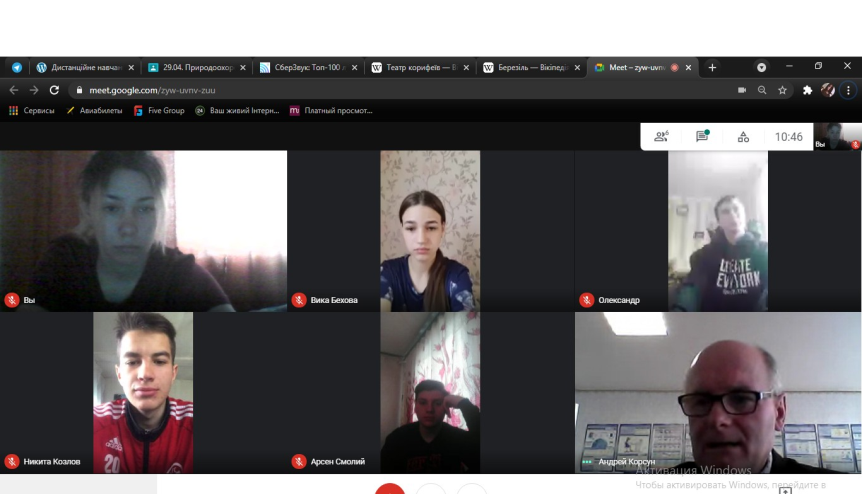 Дистанційне навчан
29.04. Природоохор
СберЗвук: Топ-100
Театр корифеїв — В
Березіль — Вікіпеді
Meet – zyw-uvnv
meet.google.com/zyw-uvnv-zuu
Сервисы
Авиабилеты
Five Group
Ваш живий Інтерн...
Платный просмот...
6
10:46
Вы
Вы
Вика Бехова
Олександр
CREATE
20
Никита Козлов
Арсен Смолий
Андрей Корсун
Активация Windows
Чтобы активировать Windows, перейдите в